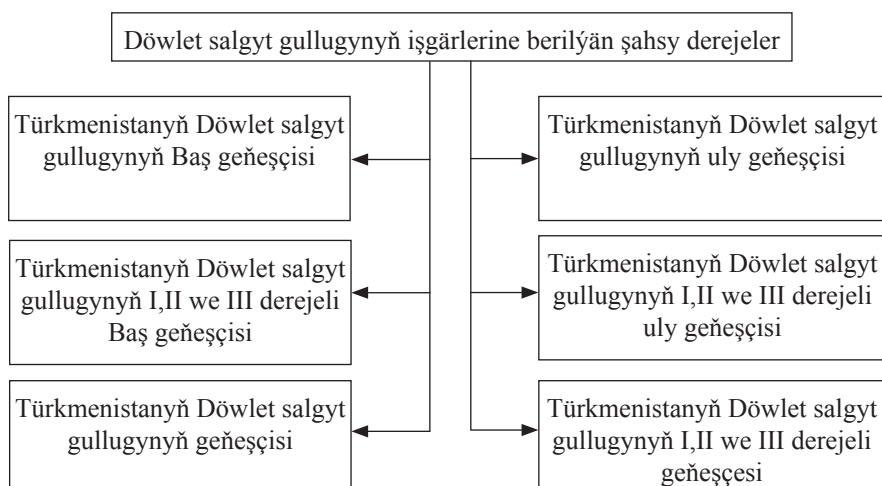 Döwlet salgyt gullugynyň işgärlerine berilýän şahsy derejeler
Türkmenistanyň Döwlet salgyt
gullugynyň Baş geňeşçisi
Türkmenistanyň Döwlet salgyt
gullugynyň uly geňeşçisi
Türkmenistanyň Döwlet salgyt
gullugynyň I,II we III derejeli
Baş geňeşçisi
Türkmenistanyň Döwlet salgyt
gullugynyň I,II we III derejeli
uly geňeşçisi
Türkmenistanyň Döwlet salgyt
gullugynyň geňeşçisi
Türkmenistanyň Döwlet salgyt
gullugynyň I,II we III derejeli
geňeşçesi